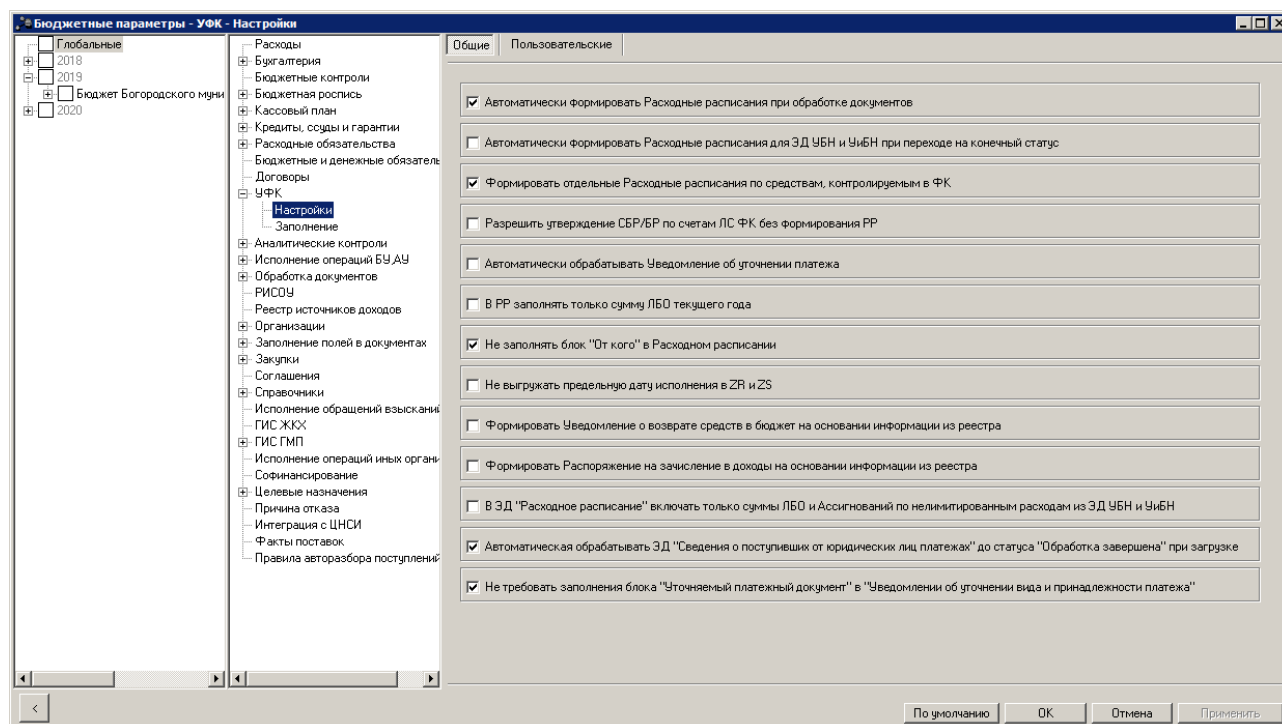 Бюджетные параметры - УФК - Настройки
Глобальные
2018
2019
Бюджет Богородского муни
2020
Расходы
Бухгалтерия
Бюджетные контроли
Бюджетная роспись
Кассовый план
Кредиты, ссуды и гарантии
Расходные обязательства
Бюджетные и денежные обязатель
Договоры
УФК
Настройки
Заполнение
Аналитические контроли
Исполнение операций БУ,АУ
Обработка документов
РИСОУ
Реестр источников доходов
Организации
Заполнение полей в документах
Закупки
Соглашения
Справочники
Исполнение обращений взысканий
ГИС ЖКХ
ГИС ГМП
Исполнение операций иных органи
Софинансирование
Целевые назначения
Причина отказа
Интеграция с ЦНСИ
Факты поставок
Правила авторазбора поступлений
Общие
Пользовательские
Автоматически формировать Расходные расписания при обработке документов
Автоматически формировать Расходные расписания для ЭД УБН и УиБН при переходе на конечный статус
Формировать отдельные Расходные расписания по средствам, контролируемым в ФК
Разрешить утверждение СБР/БР по счетам ЛС ФК без формирования РР
Автоматически обрабатывать Уведомление об уточнении платежа
В РР заполнять только сумму ЛБО текущего года
Не заполнять блок "От кого" в Расходном расписании
Не выгружать предельную дату исполнения в ZR и ZS
Формировать Уведомление о возврате средств в бюджет на основании информации из реестра
Формировать Распоряжение на зачисление в доходы на основании информации из реестра
В ЭД "Расходное расписание" включать только суммы ЛБО и Ассигнований по нелимитированным расходам из ЭД УБН и УиБН
Автоматическая обрабатывать ЭД "Сведения о поступивших от юридических лиц платежах" до статуса "Обработка завершена" при загрузке
Не требовать заполнения блока "Уточняемый платежный документ" в "Уведомлении об уточнении вида и принадлежности платежа"
<
По умолчанию
OK
Отмена
Применить